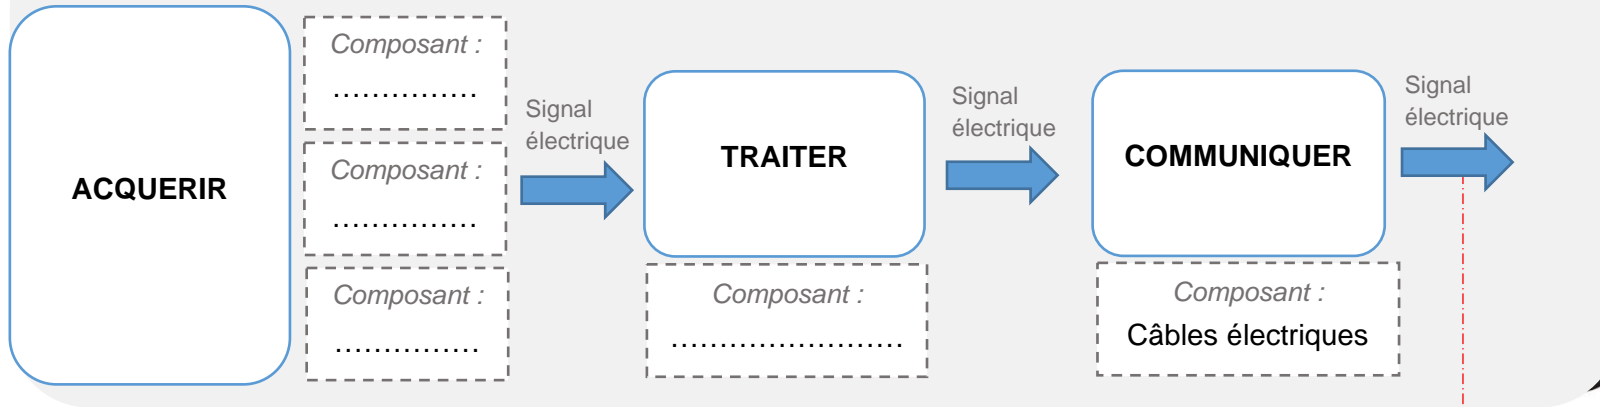 ACQUERIR
Composant :
……………
Composant :
……………
Composant :
……………
Signal
électrique
TRAITER
Composant :
……………………
Signal
électrique
COMMUNIQUER
Composant :
Câbles électriques
Signal
électrique